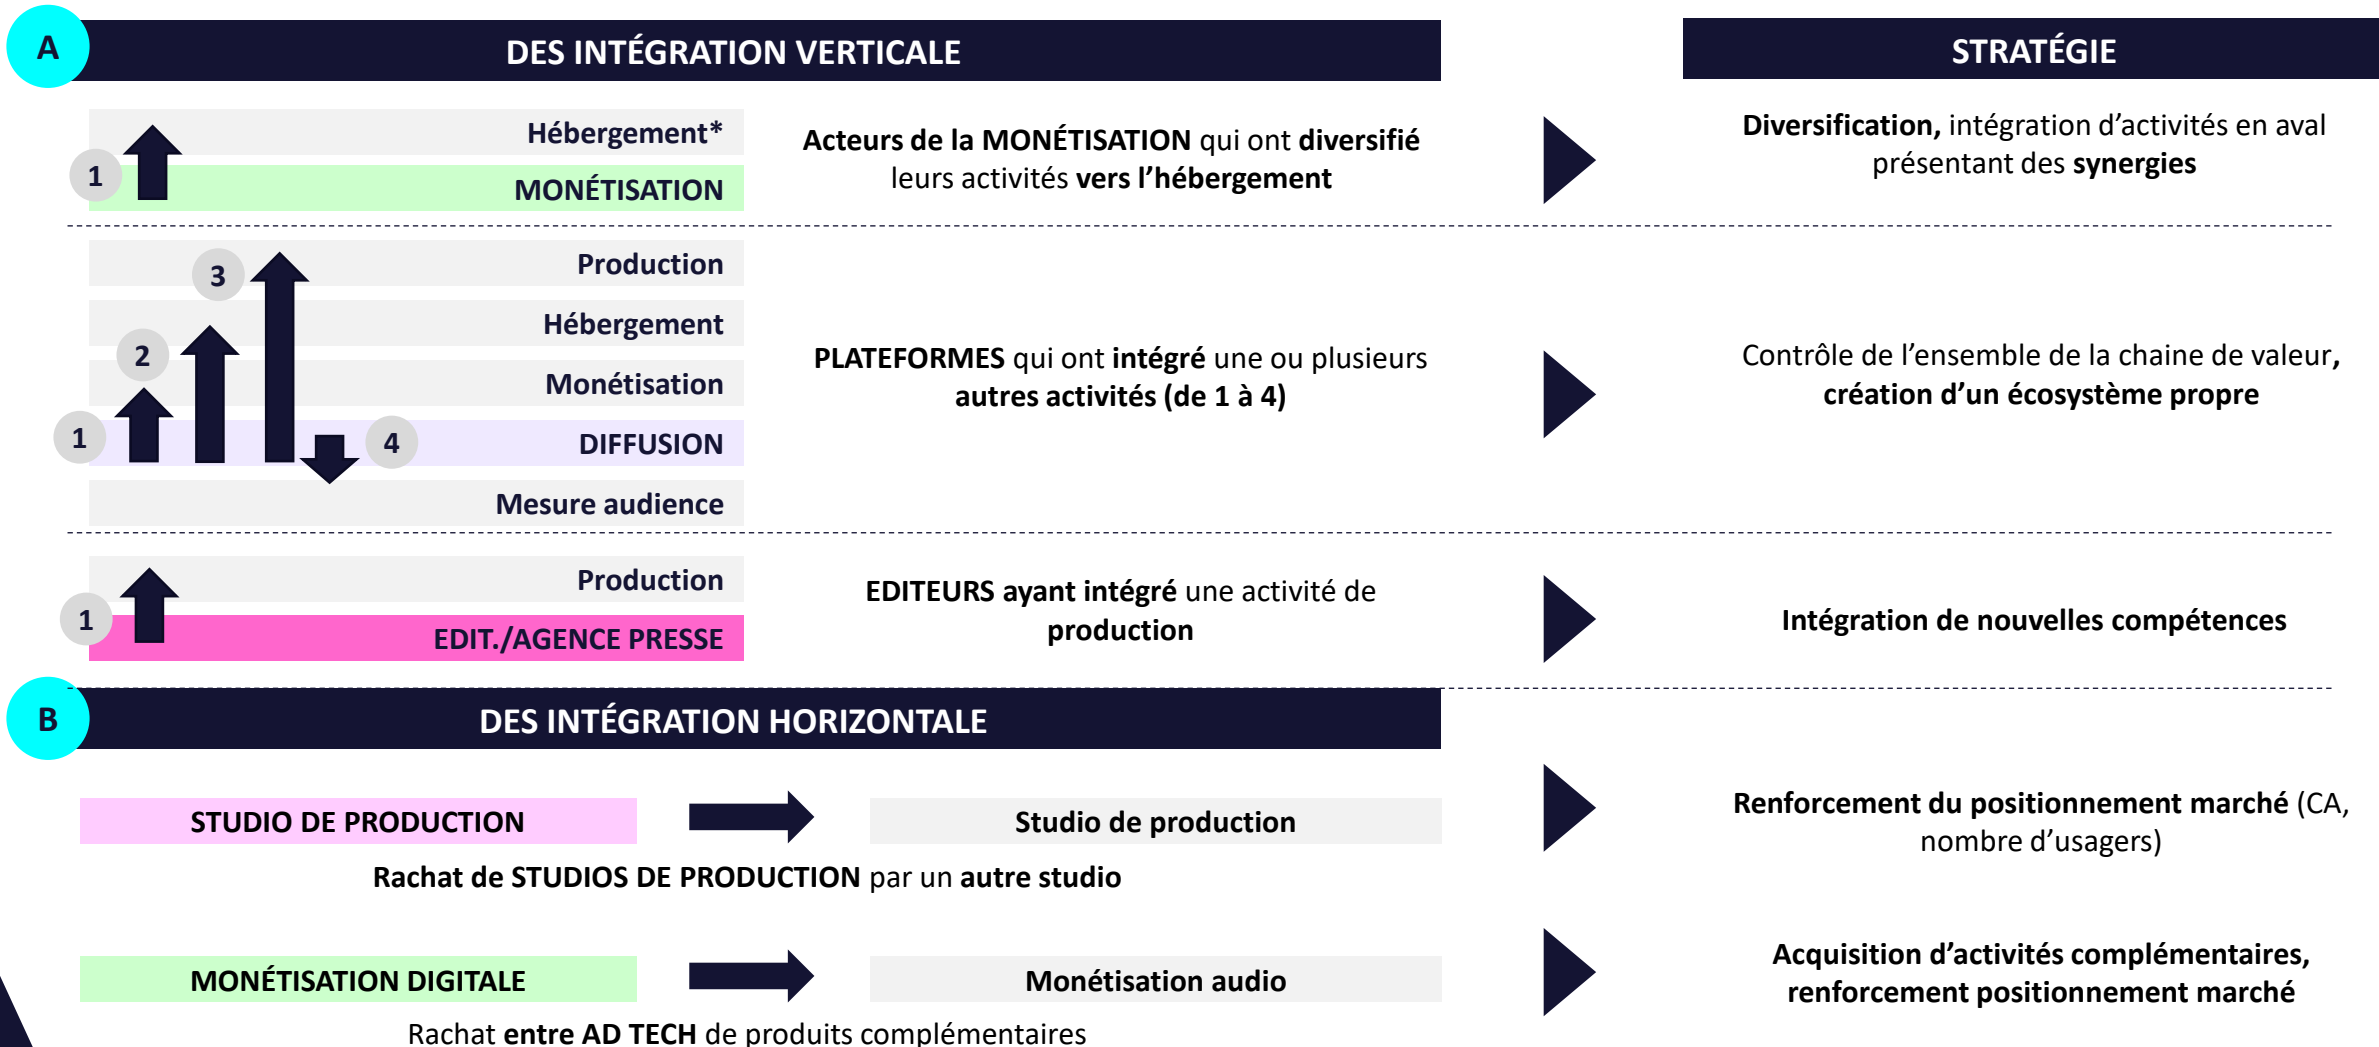 A
DES INTÉGRATION VERTICALE
STRATÉGIE
Hébergement*
1
MONÉTISATION
Acteurs de la MONÉTISATION qui ont diversifié
leurs activités vers l’hébergement
Diversification, intégration d’activités en aval
présentant des synergies
Production
3
Hébergement
2
Monétisation
1
DIFFUSION
4
Mesure audience
PLATEFORMES qui ont intégré une ou plusieurs
autres activités (de 1 à 4)
Contrôle de l’ensemble de la chaine de valeur,
création d’un écosystème propre
Production
1
EDIT./AGENCE PRESSE
EDITEURS ayant intégré une activité de
production
Intégration de nouvelles compétences
B
DES INTÉGRATION HORIZONTALE
STUDIO DE PRODUCTION
Studio de production
Rachat de STUDIOS DE PRODUCTION par un autre studio
Renforcement du positionnement marché (CA,
nombre d’usagers)
MONÉTISATION DIGITALE
Monétisation audio
Rachat entre AD TECH de produits complémentaires
Acquisition d’activités complémentaires,
renforcement positionnement marché